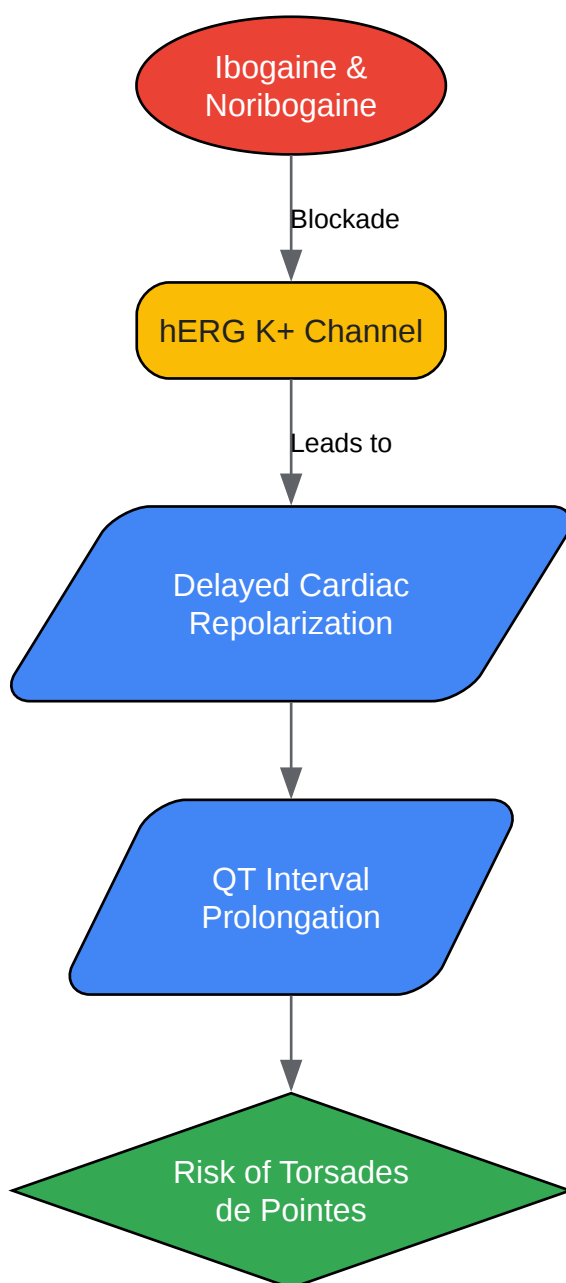 Ibogaine &
Noribogaine
Blockade
hERG K+ Channel
Leads to
Delayed Cardiac
Repolarization
QT Interval
Prolongation
Risk of Torsades
de Pointes